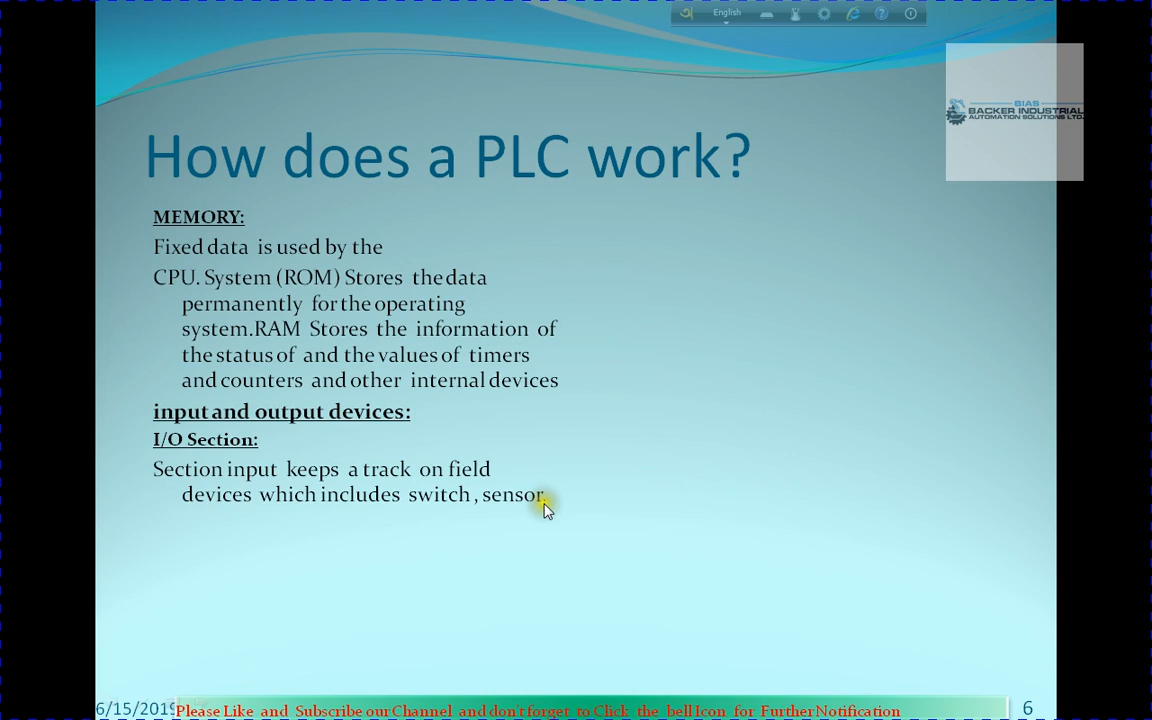 English
BIAS
BACKER INDUSTRIAL
AUTOMATION SOLUTIONS LTD.
How does a PLC work?
MEMORY:
Fixed data is used by the
CPU. System (ROM) Stores the data
permanently for the operating
system.RAM Stores the information of
the status of and the values of timers
and counters and other internal devices
input and output devices:
I/O Section:
Section input keeps a track on field
devices which includes switch , sensor.
6/15/2019
Please Like and Subscribe our Channel and don't forget to Click the bell Icon for Further Notification
6